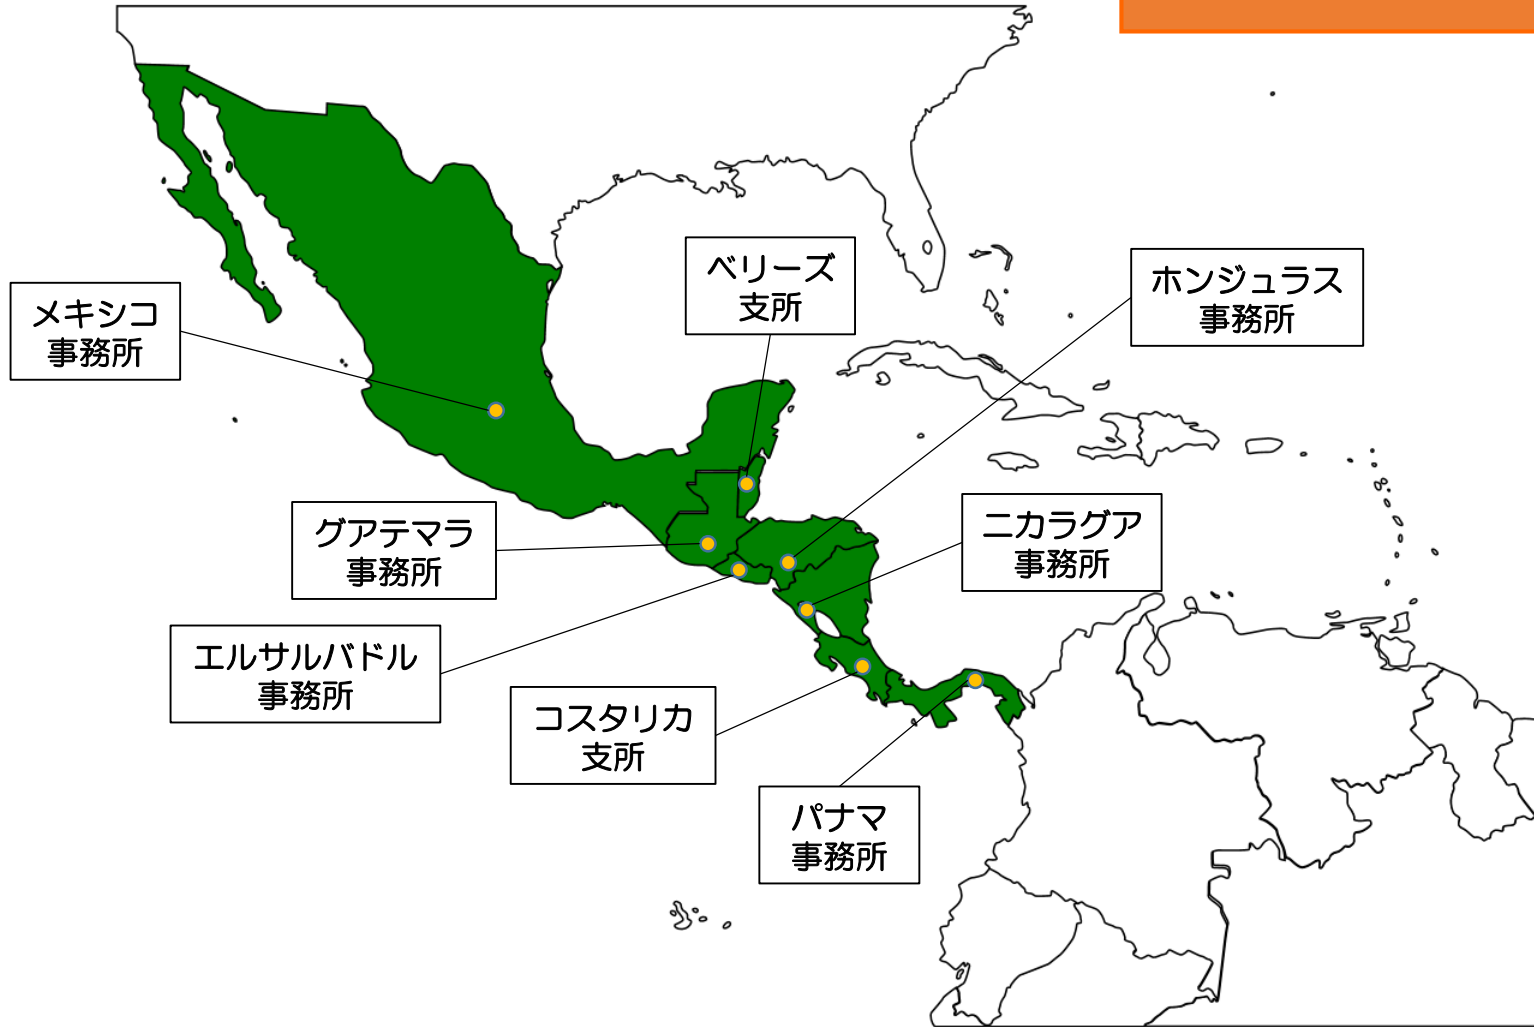 ベリーズ
支所
ホンジュラス
事務所
メキシコ
事務所
グアテマラ
事務所
ニカラグア
事務所
エルサルバドル
事務所
コスタリカ
支所
パナマ
事務所